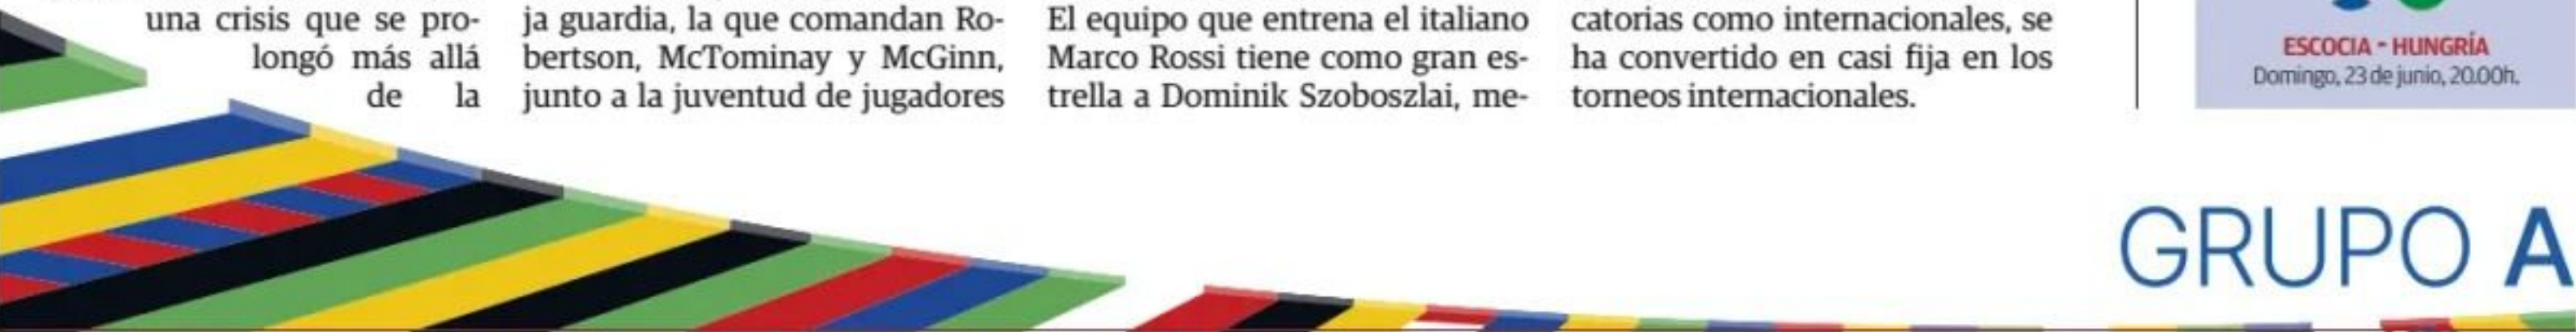 una crisis que se pro-
longó más allá
de la
ja guardia, la que comandan Ro-
bertson, McTominay y McGinn,
junto a la juventud de jugadores
El equipo que entrena el italiano
Marco Rossi tiene como gran es-
trella a Dominik Szoboszlai, me-
catorias como internacionales, se
ha convertido en casi fija en los
torneos internacionales.
ESCOCIA - HUNGRÍA
Domingo, 23 de junio, 20.00h.
GRUPO A